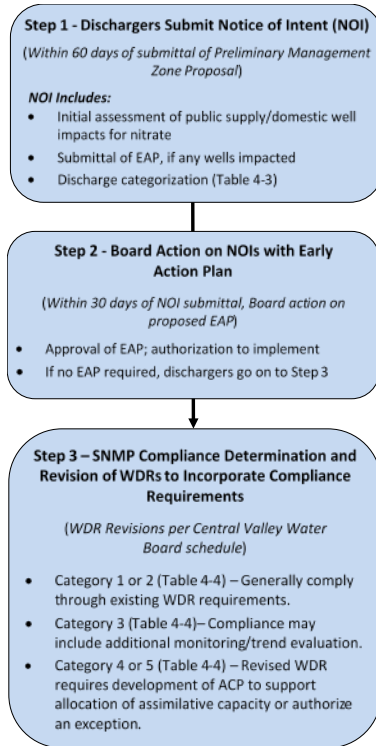 Step 1 - Dischargers Submit Notice of Intent (NOI)
(Within 60 days of submittal of Preliminary Management
Zone Proposal)
NOI Includes:
• Initial assessment of public supply/domestic well
impacts for nitrate
• Submittal of EAP, if any wells impacted
• Discharge categorization (Table 4-3)
Step 2 - Board Action on NOIs with Early
Action Plan
(Within 30 days of NOI submittal, Board action on
proposed EAP)
• Approval of EAP; authorization to implement
• If no EAP required, dischargers go on to Step 3
Step 3 – SNMP Compliance Determination and
Revision of WDRs to Incorporate Compliance
Requirements
(WDR Revisions per Central Valley Water
Board schedule)
• Category 1 or 2 (Table 4-4) – Generally comply
through existing WDR requirements.
• Category 3 (Table 4-4)– Compliance may
include additional monitoring/trend evaluation.
• Category 4 or 5 (Table 4-4) – Revised WDR
requires development of ACP to support
allocation of assimilative capacity or authorize
an exception.